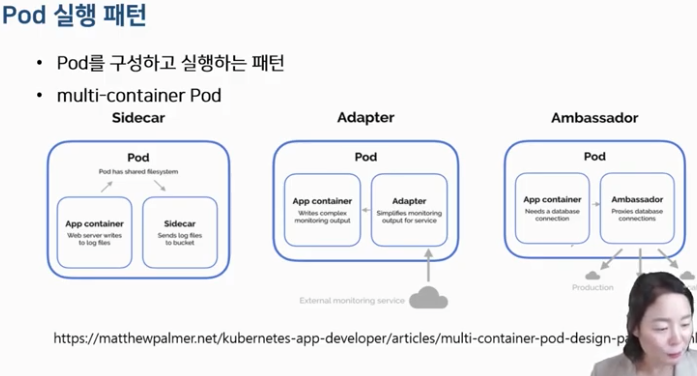 Pod 실행 패턴
• Pod를 구성하고 실행하는 패턴
• multi-container Pod
Sidecar
Pod
Pod has shared filesystem
App container
Web server writes
to log files
Sidecar
Sends log files
to bucket
Adapter
Pod
App container
Writes complex
monitoring output
Adapter
Simplifies monitoring
output for service
External monitoring service
Ambassador
Pod
App container
Needs a database
connection
Ambassador
Proxies database
connections
Production
https://matthewpalmer.net/kubernetes-app-developer/articles/multi-container-pod-design-pa